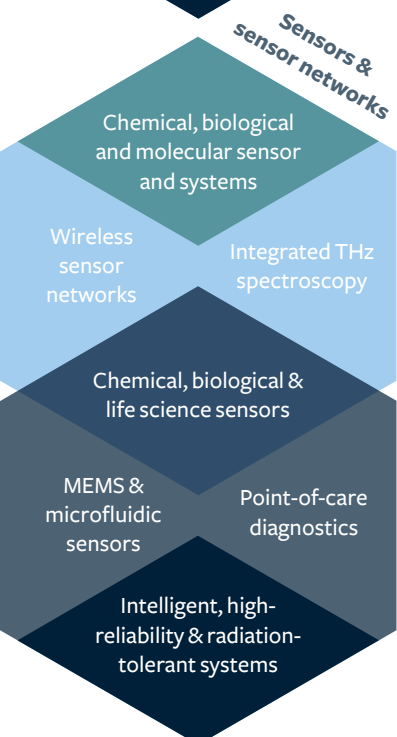 Sensors &
sensor networks
Chemical, biological
and molecular sensor
and systems
Wireless
sensor
networks
Integrated THz
spectroscopy
Chemical, biological &
life science sensors
MEMS &
microfluidic
sensors
Point-of-care
diagnostics
Intelligent, high-
reliability & radiation-
tolerant systems